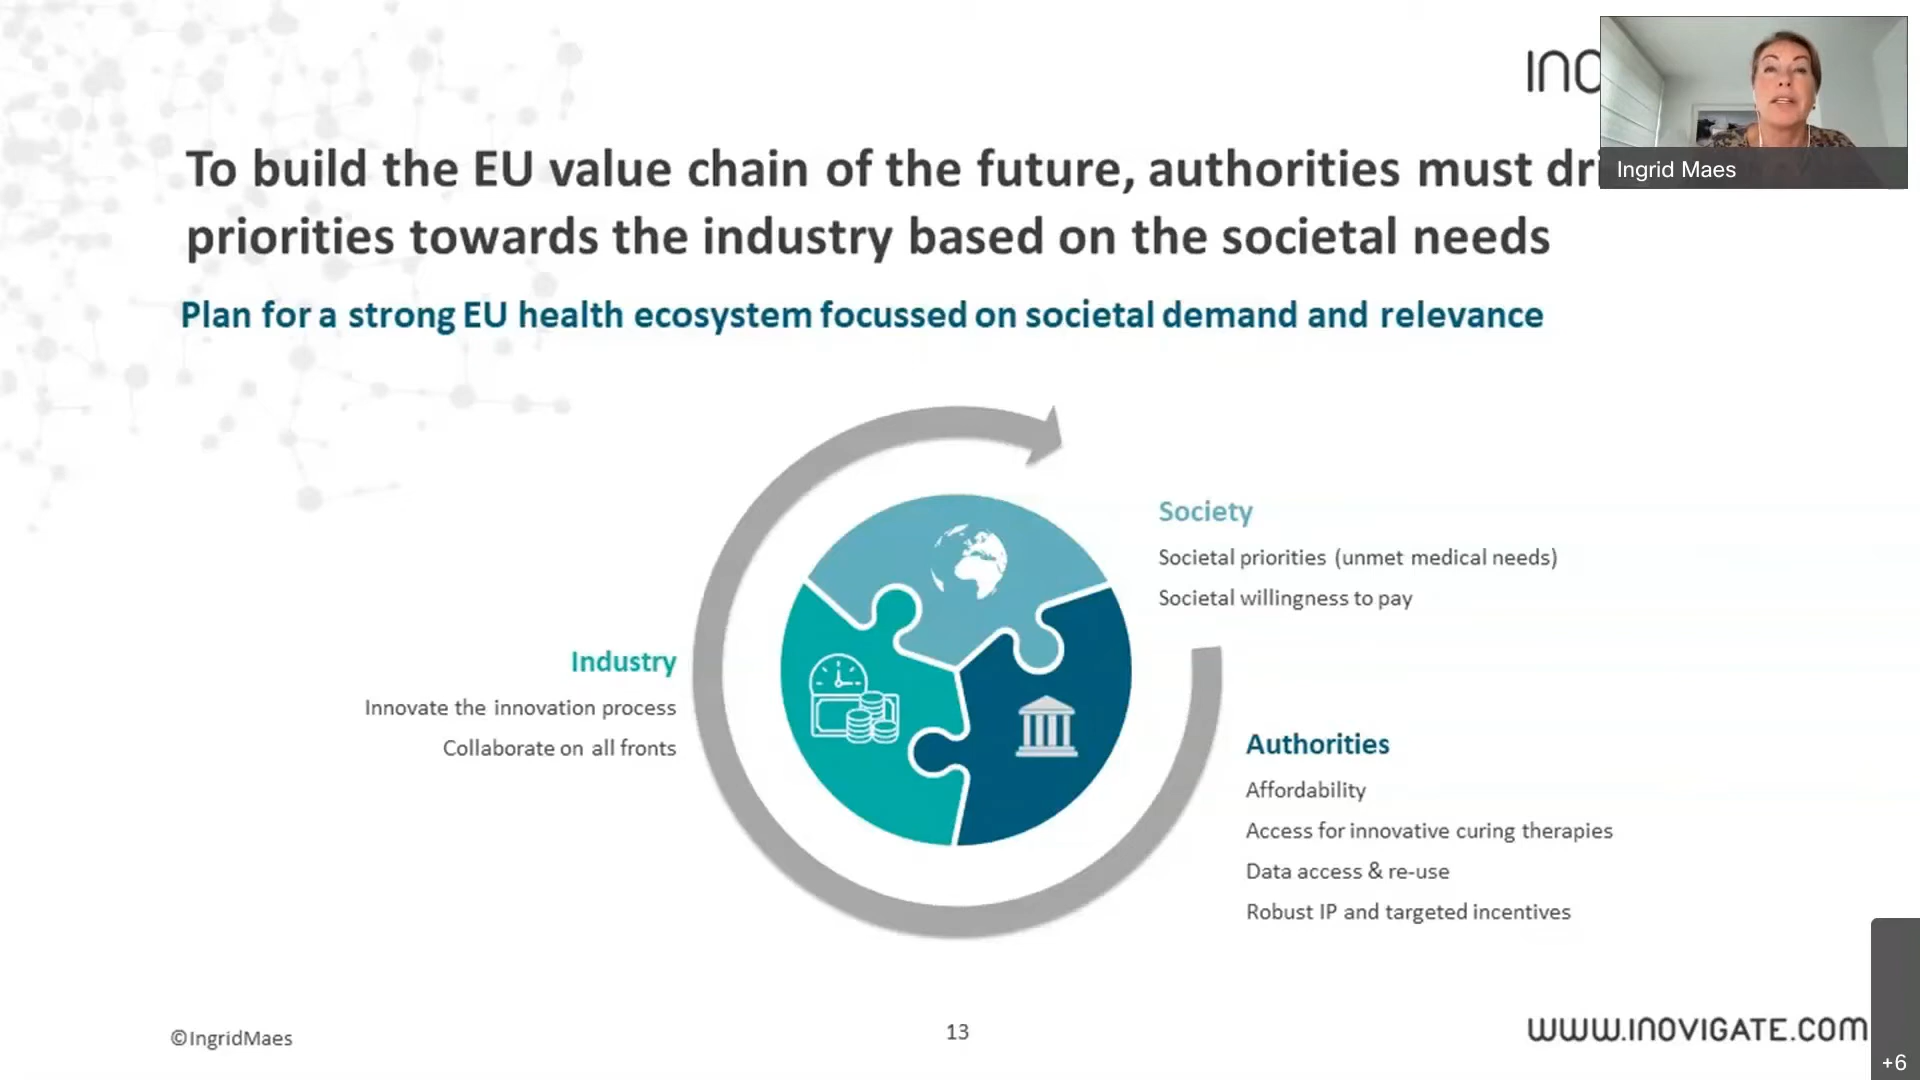 Ingrid Maes
To build the EU value chain of the future, authorities must
priorities towards the industry based on the societal needs
Plan for a strong EU health ecosystem focussed on societal demand and relevance
Society
Societal priorities (unmet medical needs)
Societal willingness to pay
Industry
Innovate the innovation process
Collaborate on all fronts
Authorities
Affordability
Access for innovative curing therapies
Data access & re-use
Robust IP and targeted incentives
©IngridMaes
13
WWW.INOVIGATE.COM
+6